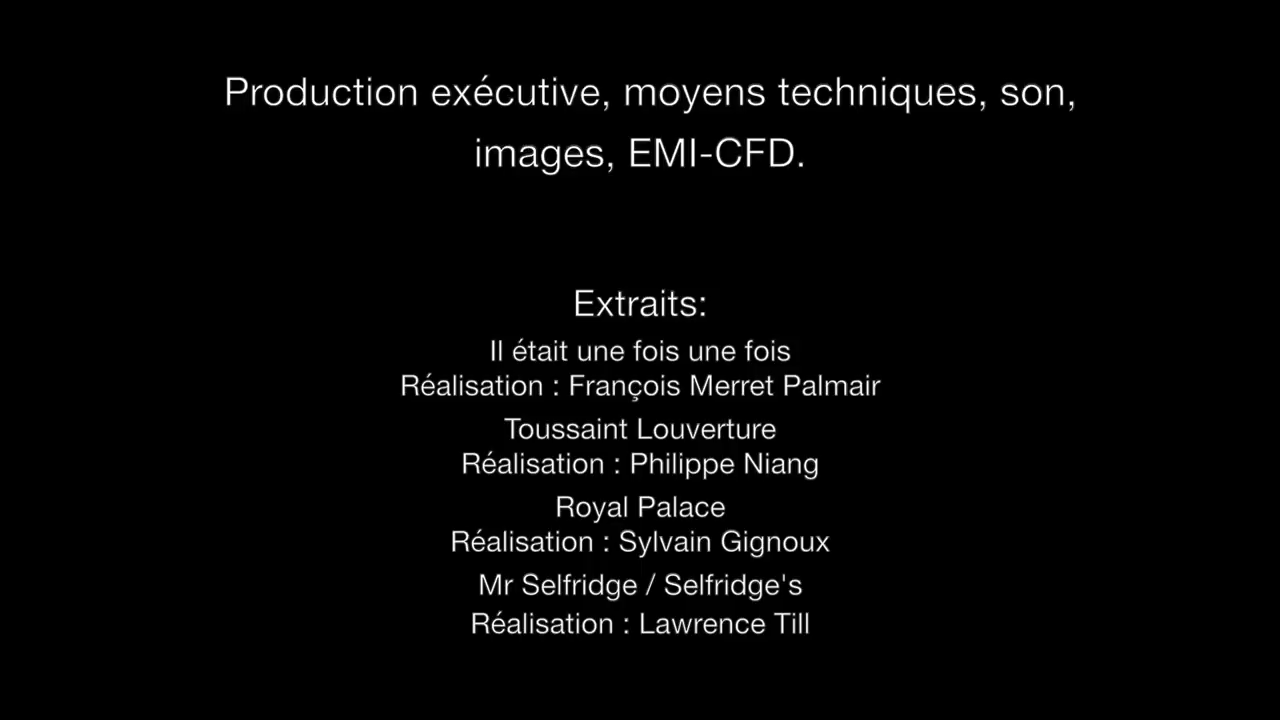 Production exécutive, moyens techniques, son,
images, EMI-CFD.
Extraits:
Il était une fois une fois
Réalisation : François Merret Palmair
Toussaint Louverture
Réalisation : Philippe Niang
Royal Palace
Réalisation : Sylvain Gignoux
Mr Selfridge / Selfridge's
Réalisation : Lawrence Till